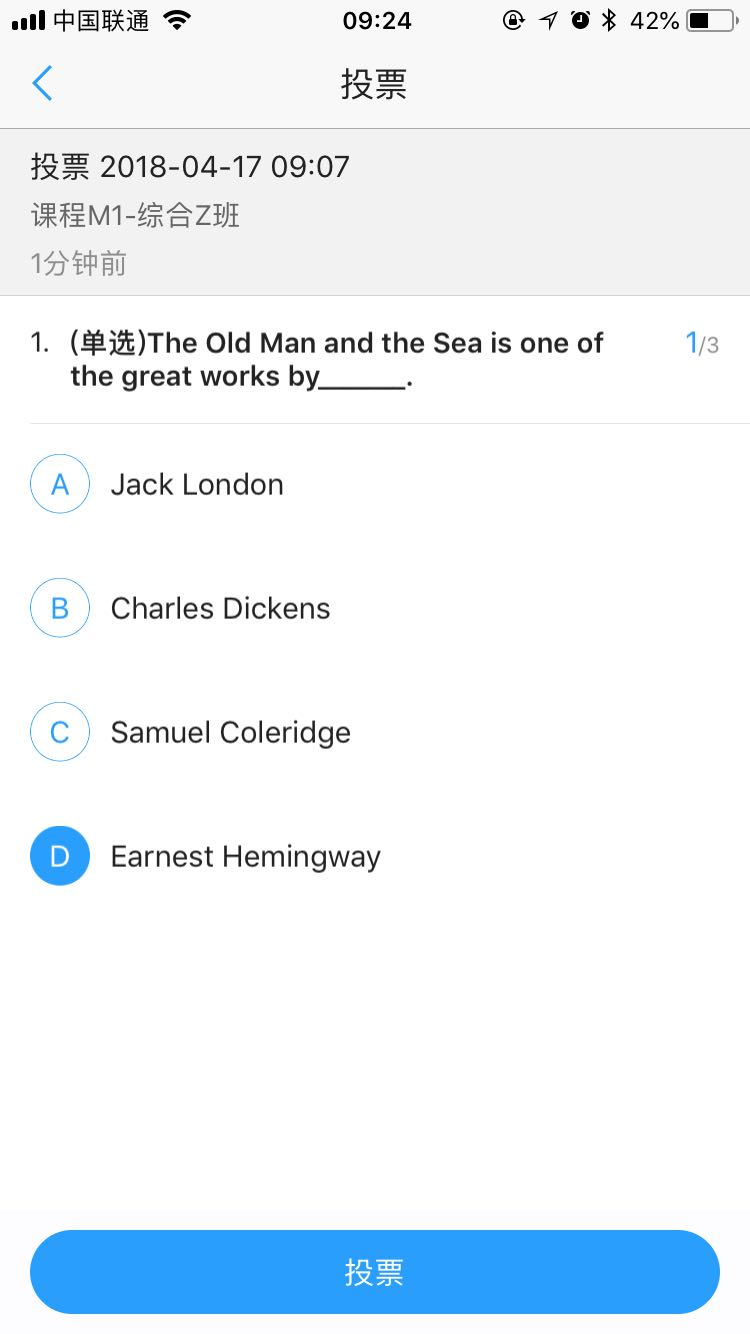 中国联通 09:24 42%
投票
投票 2018-04-17 09:07
课程M1-综合Z班
1分钟前
1. (单选)The Old Man and the Sea is one of 1/3
the great works by______.
A Jack London
B Charles Dickens
C Samuel Coleridge
D Earnest Hemingway
投票